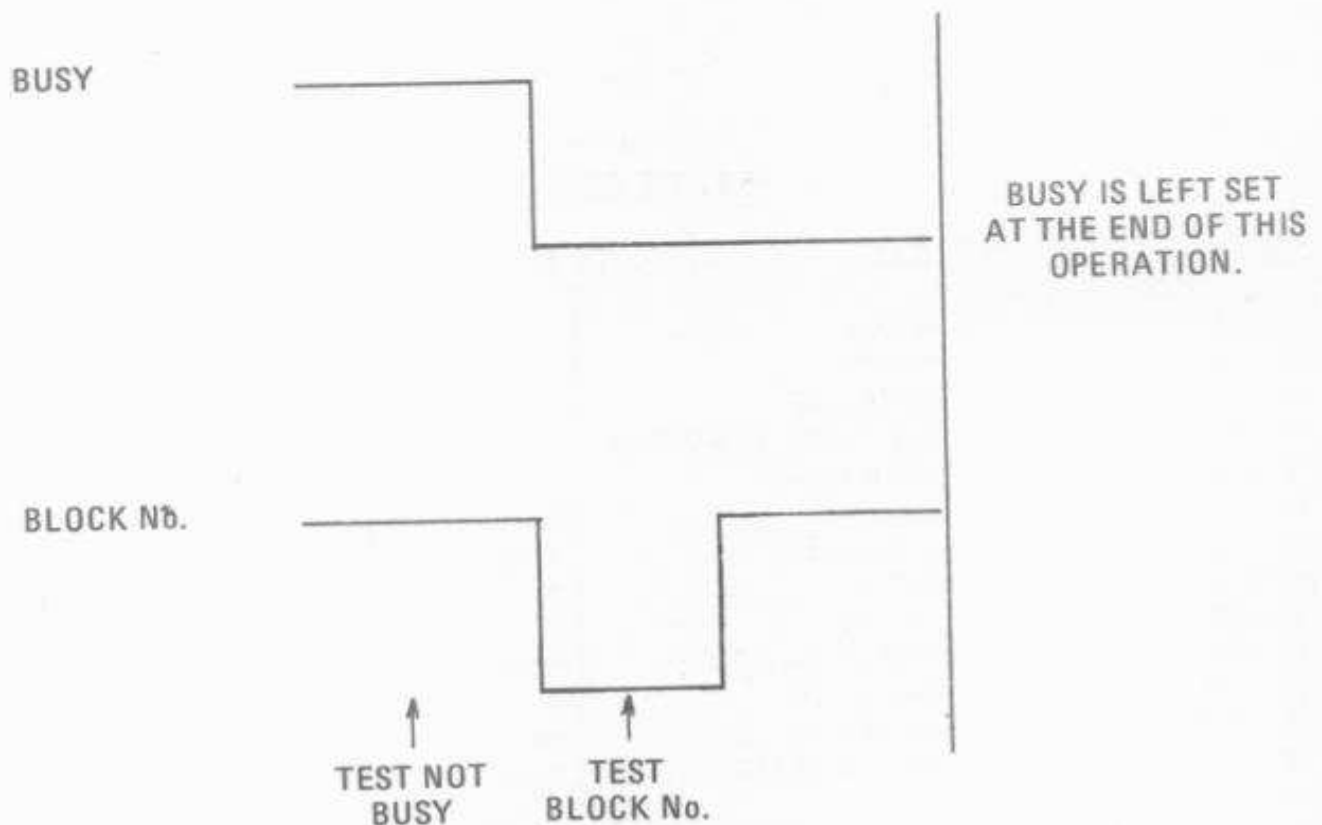 BUSY
BUSY IS LEFT SET
AT THE END OF THIS
OPERATION.
BLOCK No.
TEST NOT
BUSY
TEST
BLOCK No.